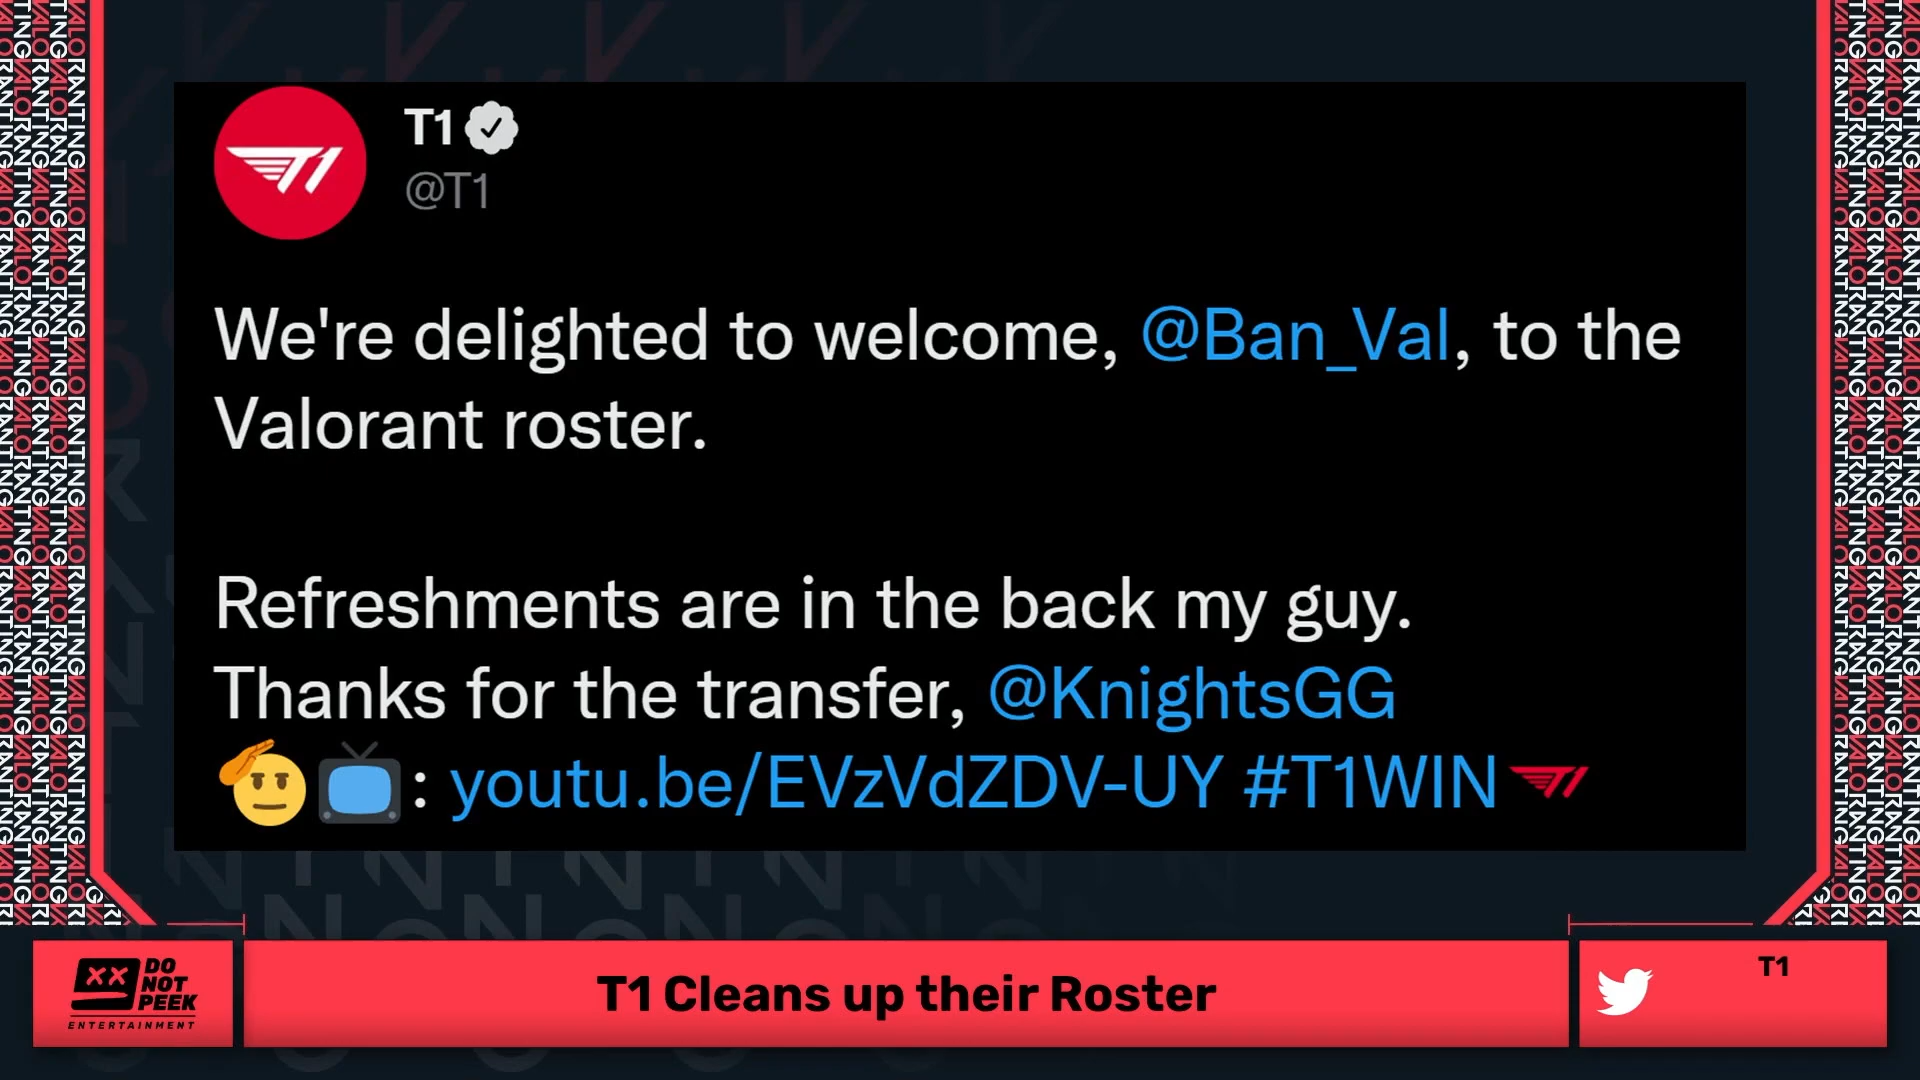 T1
@T1
We're delighted to welcome, @Ban_Val, to the
Valorant roster.
Refreshments are in the back my guy.
Thanks for the transfer, @KnightsGG
🫡📺: youtu.be/EVzVdZDV-UY #T1WIN
DO
NOT
PEEK
ENTERTAINMENT
T1 Cleans up their Roster
T1